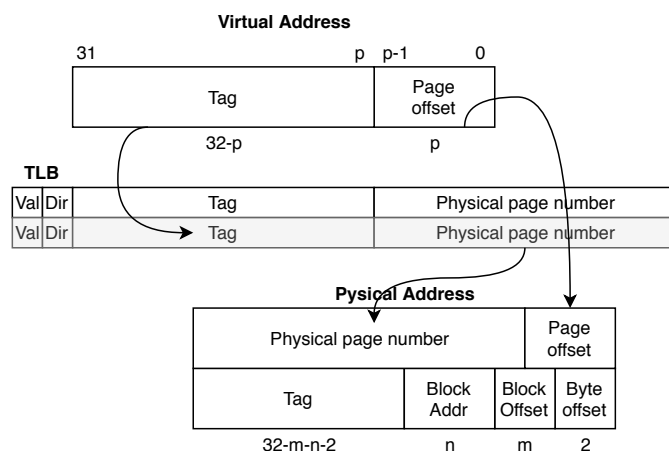 Virtual Address
31 p p-1 0
Tag Page offset
32-p p
TLB
Val Dir Tag Physical page number
Val Dir Tag Physical page number
Pysical Address
Physical page number Page offset
Tag Block Addr Block Offset Byte offset
32-m-n-2 n m 2